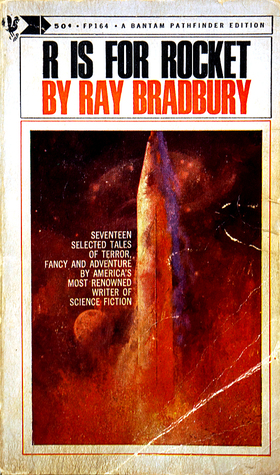 50¢ • FP164 • A BANTAM PATHFINDER EDITION
R IS FOR ROCKET
BY RAY BRADBURY
SEVENTEEN
SELECTED TALES
OF TERROR,
FANCY AND ADVENTURE
BY AMERICA'S
MOST RENOWNED
WRITER OF
SCIENCE FICTION